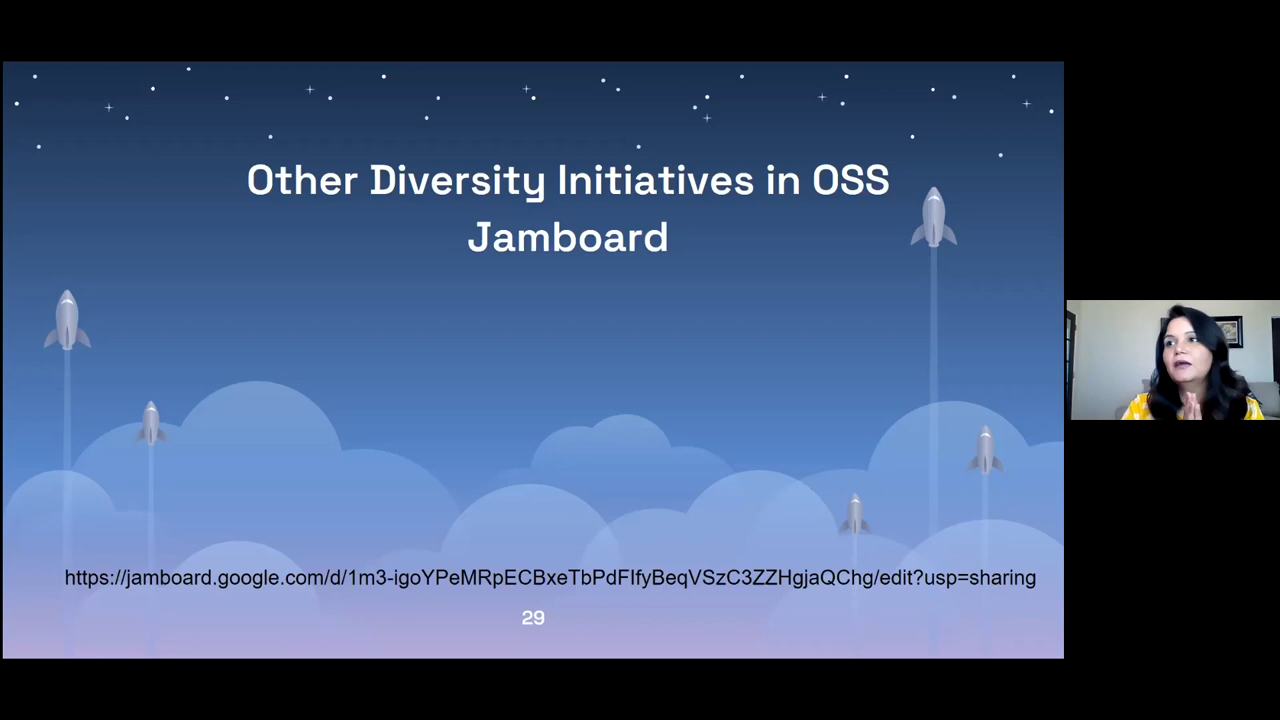 Other Diversity Initiatives in OSS
Jamboard
https://jamboard.google.com/d/1m3-igoYPeMRpECBxeTbPdFIfyBeqVSzC3ZZHgjaQChg/edit?usp=sharing
29